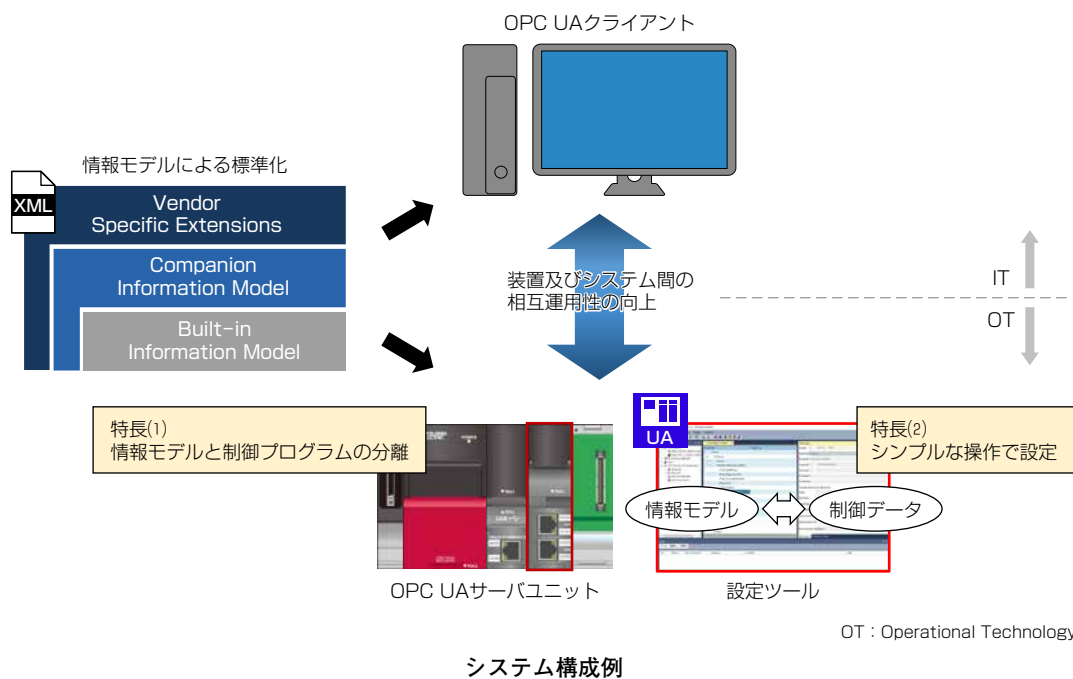 OPC UAクライアント
情報モデルによる標準化
XML
Vendor
Specific Extensions
Companion
Information Model
Built-in
Information Model
装置及びシステム間の
相互運用性の向上
IT
OT
特長(1)
情報モデルと制御プログラムの分離
UA
特長(2)
シンプルな操作で設定
情報モデル
制御データ
OPC UAサーバユニット
設定ツール
OT：Operational Technology
システム構成例